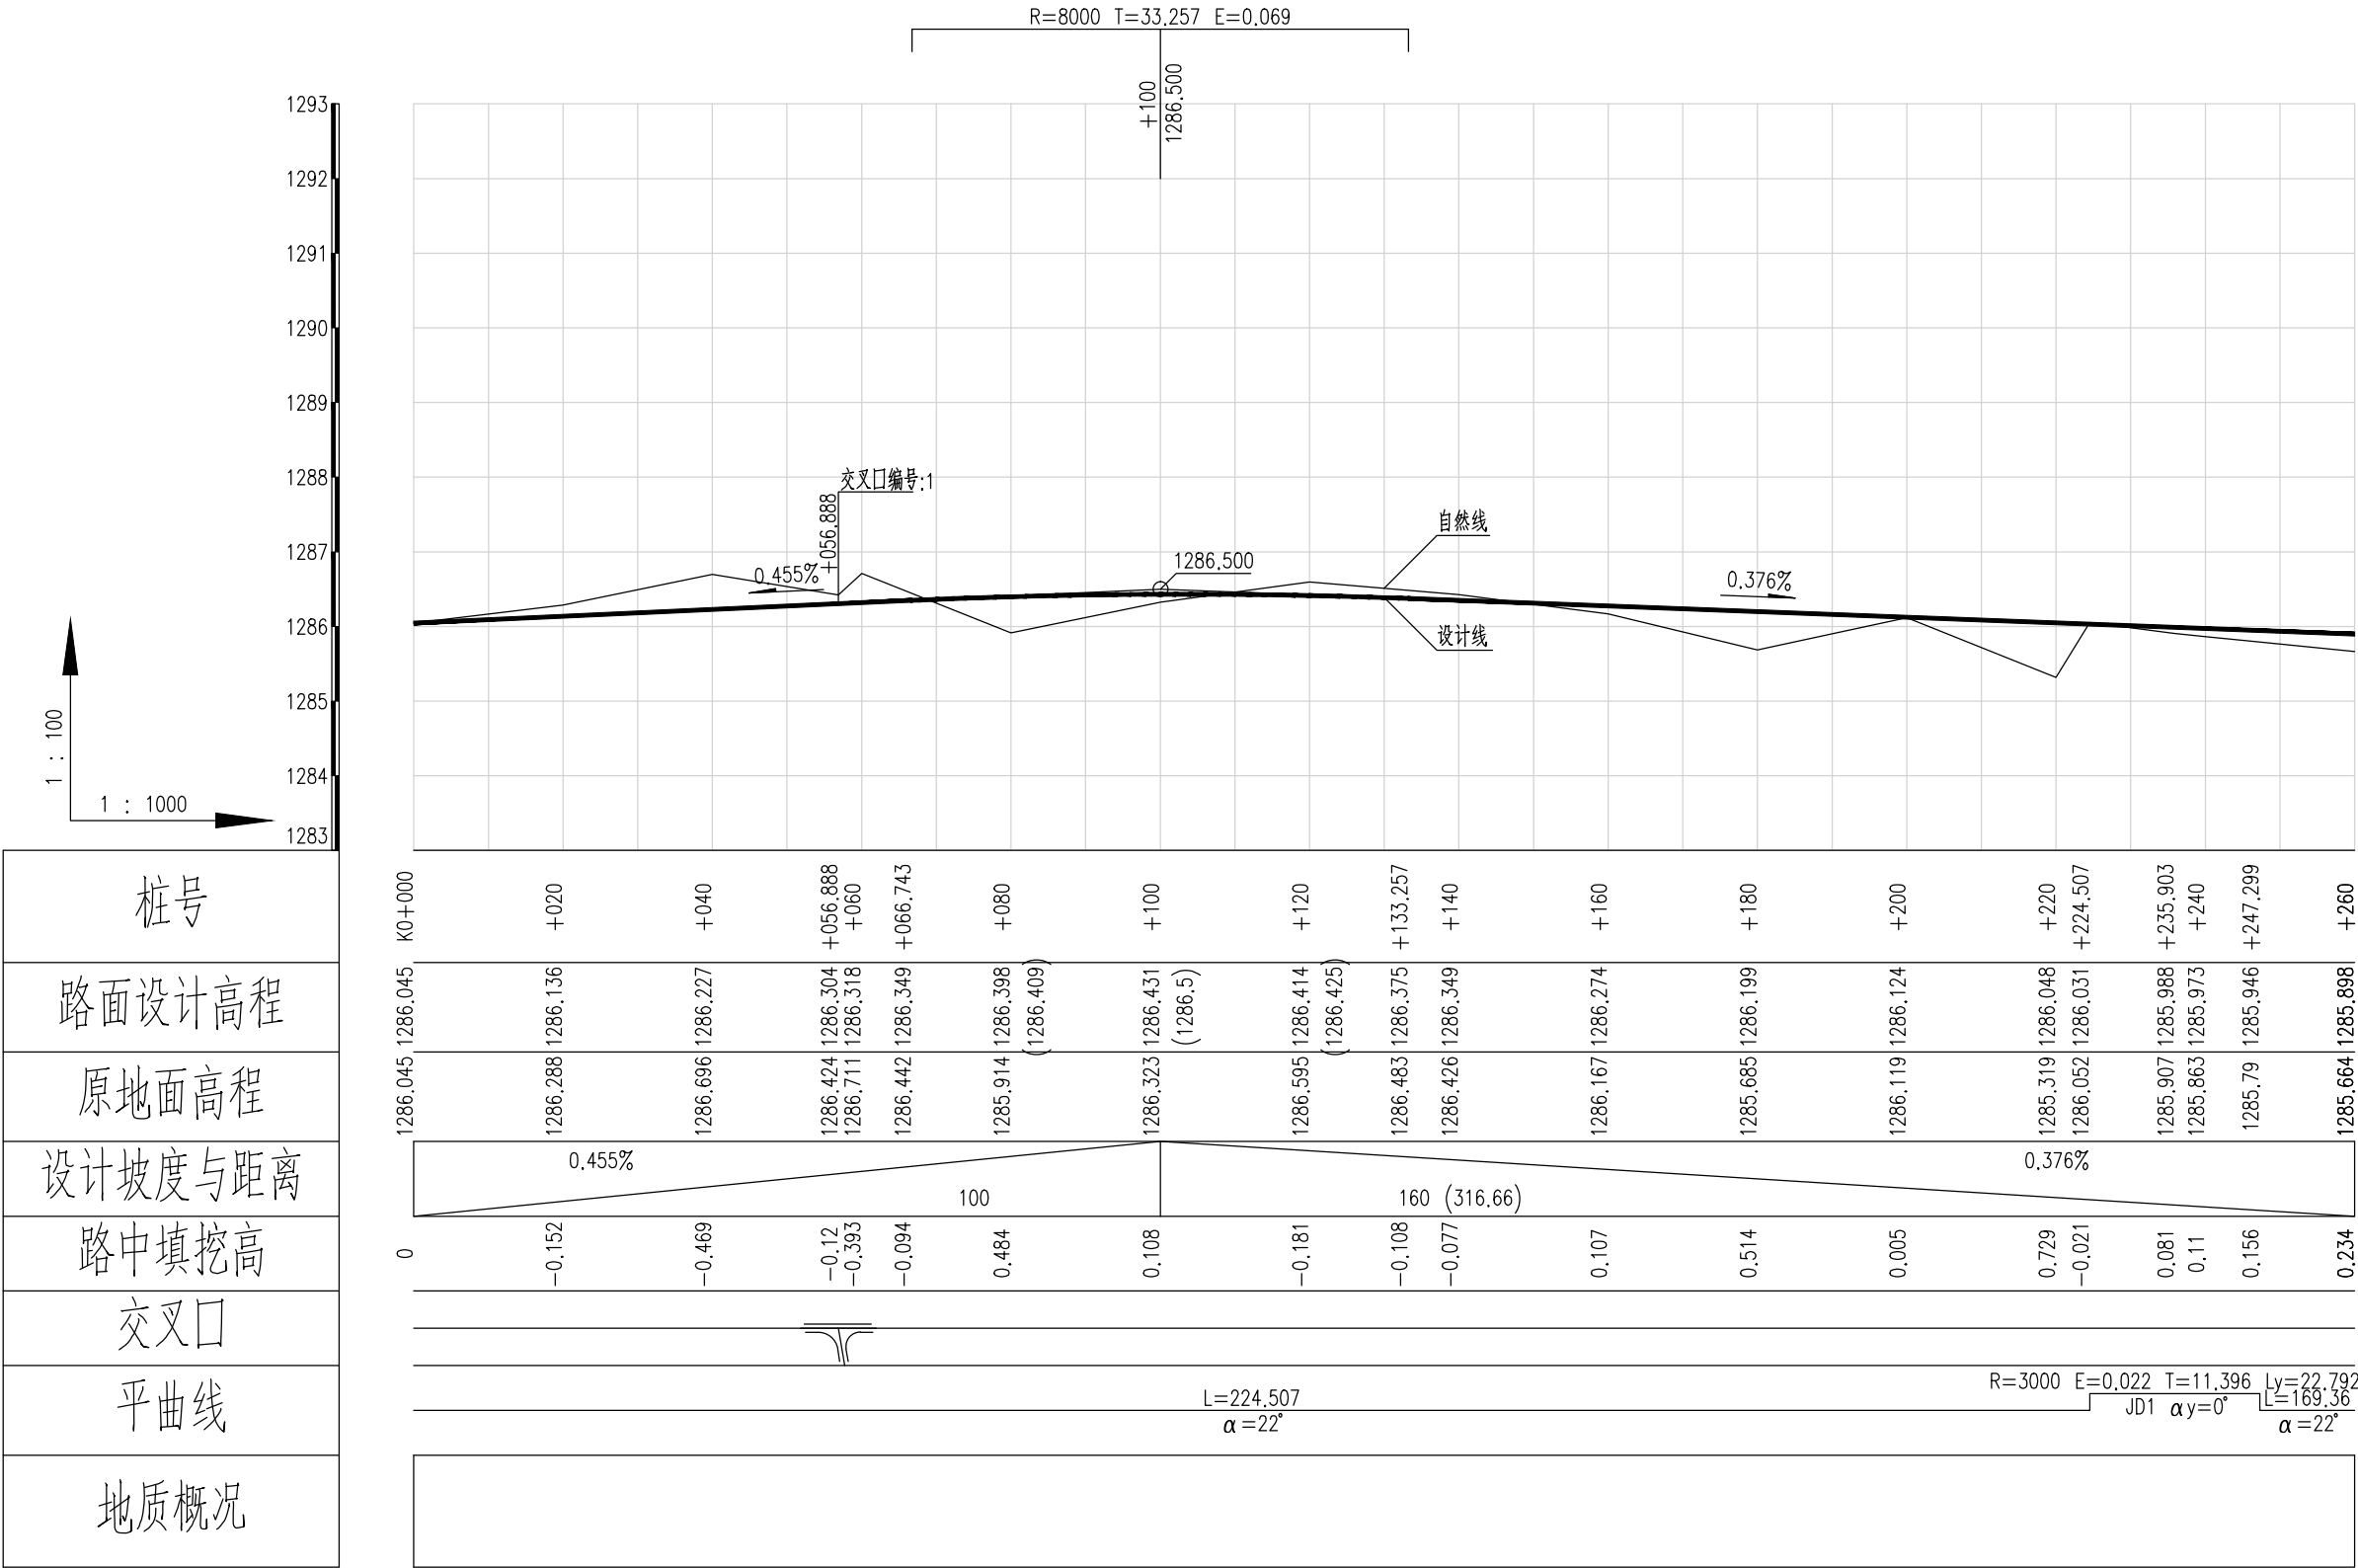 R=8000 T=33.257 E=0.069
+100
1286.500
1293
1292
1291
1290
1289
1288
1287
1286
1285
1284
1283
交叉口编号:1
+056.888
0.455%
1286.500
自然线
设计线
0.376%
1 : 100
1 : 1000
桩号
K0+000 +020 +040 +056.888 +060 +066.743 +080 +100 +120 +133.257 +140 +160 +180 +200 +220 +224.507 +235.903 +240 +247.299 +260
路面设计高程
1286.045 1286.136 1286.227 1286.304 1286.318 1286.349 1286.398 (1286.409) 1286.431 (1286.5) 1286.414 (1286.425) 1286.375 1286.349 1286.274 1286.199 1286.124 1286.048 1286.031 1285.988 1285.973 1285.946 1285.898
原地面高程
1286.045 1286.288 1286.696 1286.424 1286.711 1286.442 1285.914 1286.323 1286.595 1286.483 1286.426 1286.167 1285.685 1286.119 1285.319 1286.052 1285.907 1285.863 1285.79 1285.664
设计坡度与距离
0.455% 0.376%
100 160 (316.66)
路中填挖高
0 -0.152 -0.469 -0.12 -0.393 -0.094 0.484 0.108 -0.181 -0.108 -0.077 0.107 0.514 0.005 0.729 -0.021 0.081 0.11 0.156 0.234
交叉口
平曲线
R=3000 E=0.022 T=11.396 Ly=22.792
L=224.507 L=169.36
JD1 αy=0°
α=22° α=22°
地质概况